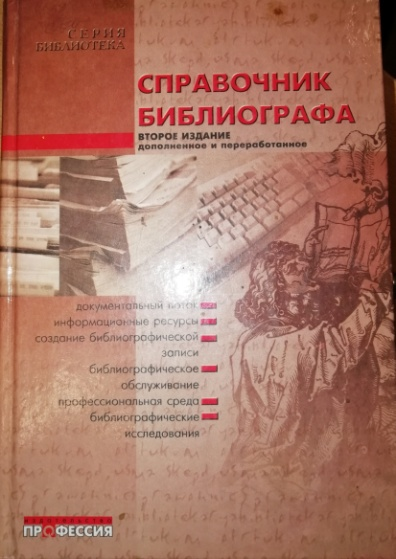 СЕРИЯ
БИБЛИОТЕКА
СПРАВОЧНИК
БИБЛИОГРАФА
ВТОРОЕ ИЗДАНИЕ
дополненное и переработанное
документальный поток
информационные ресурсы
создание библиографической
записи
библиографическое
обслуживание
профессиональная среда
библиографические
исследования
ИЗДАТЕЛЬСТВО
ПРОФЕССИЯ